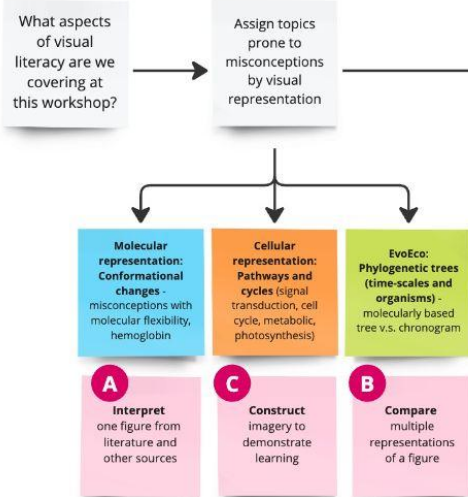 What aspects
of visual
literacy are we
covering at
this workshop?
Assign topics
prone to
misconceptions
by visual
representation
Molecular
representation:
Conformational
changes -
misconceptions with
molecular flexibility,
hemoglobin
Cellular
representation:
Pathways and
cycles (signal
transduction, cell
cycle, metabolic,
photosynthesis)
EvoEco:
Phylogenetic trees
(time-scales and
organisms) -
molecularly based
tree v.s. chronogram
A
Interpret
one figure from
literature and
other sources
C
Construct
imagery to
demonstrate
learning
B
Compare
multiple
representations
of a figure